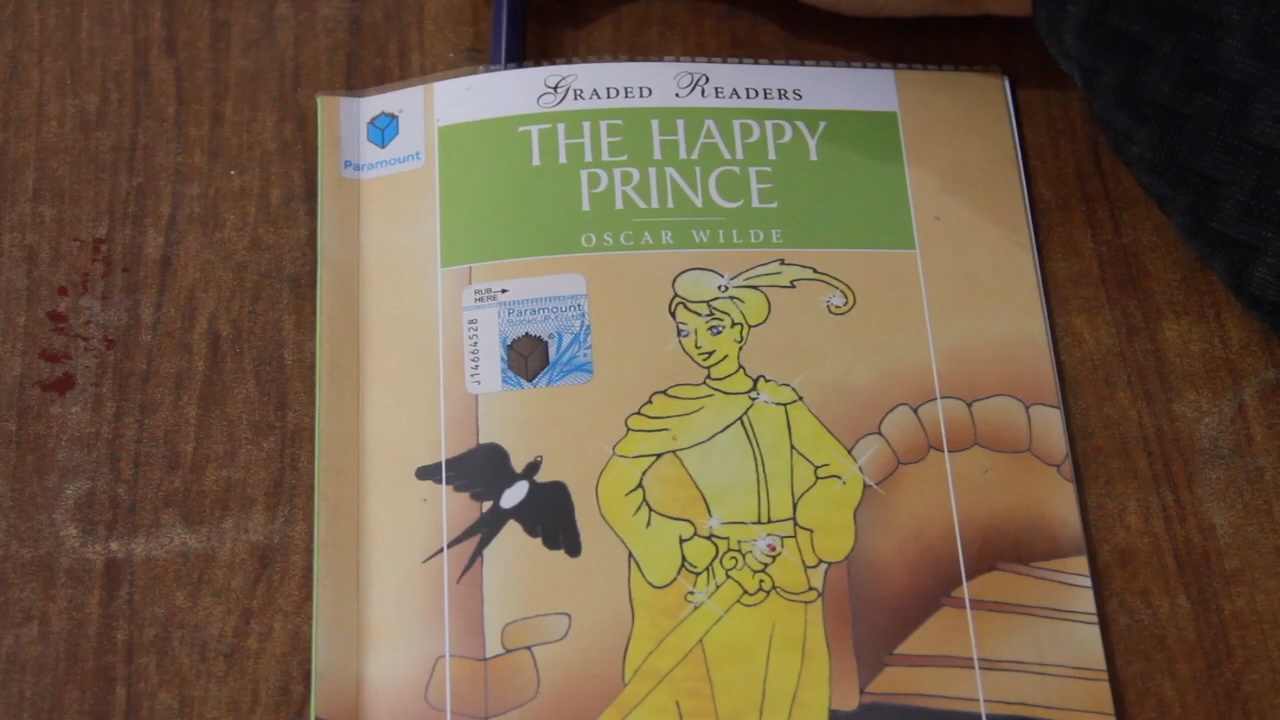 GRADED READERS
Paramount
THE HAPPY
PRINCE
OSCAR WILDE
RUB
HERE
J14664528
Paramount